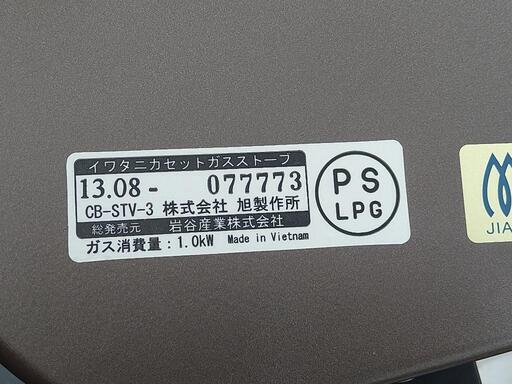 イワタニカセットガスストーブ
13.08 - 077773
CB-STV-3 株式会社 旭製作所
総発売元 岩谷産業株式会社
ガス消費量：1.0kW Made in Vietnam
PS
LPG
JIA